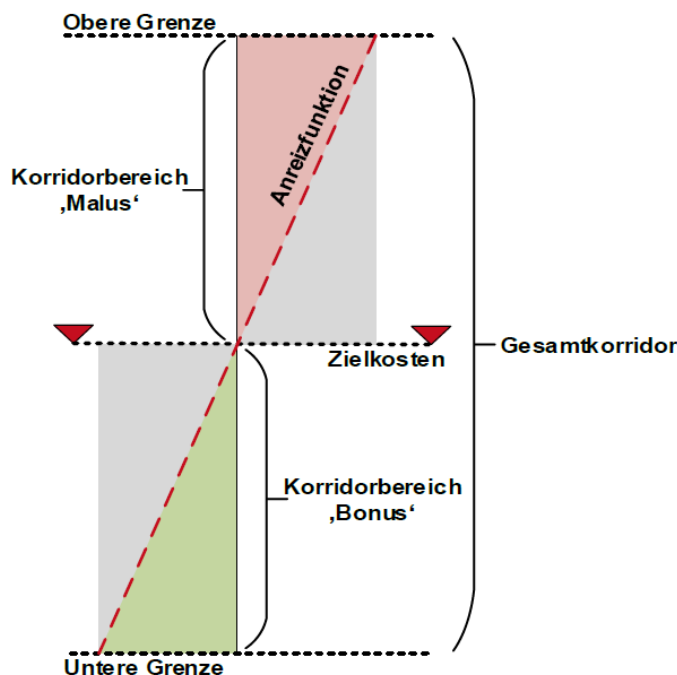 Obere Grenze
Anreizfunktion
Korridorbereich
‚Malus‘
Zielkosten
Gesamtkorridor
Korridorbereich
‚Bonus‘
Untere Grenze